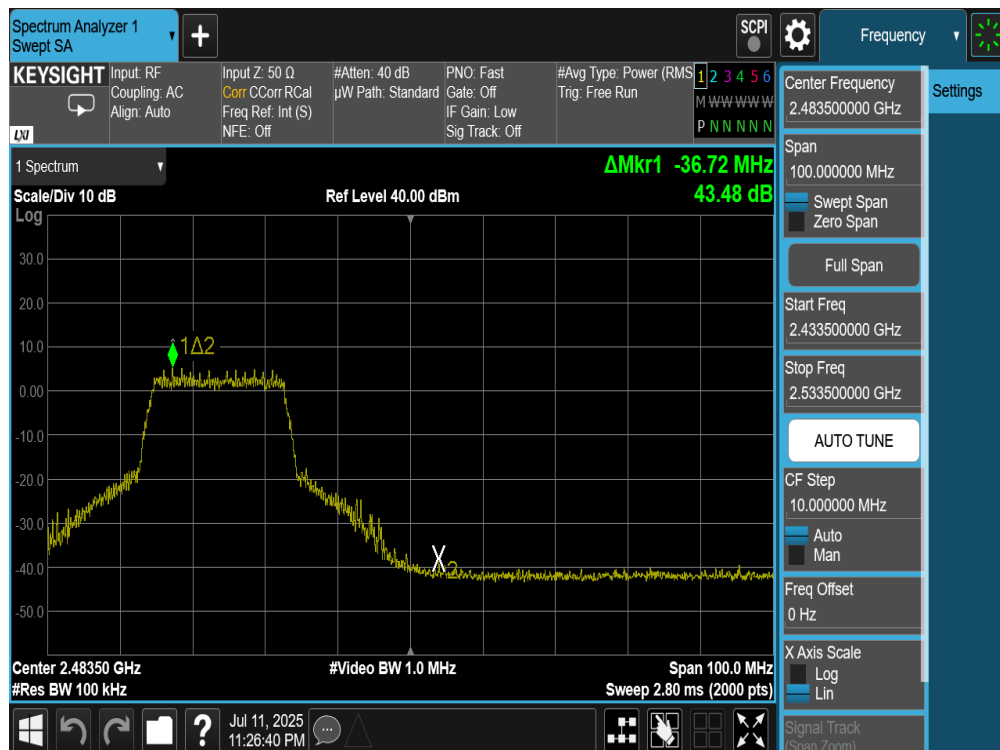 Spectrum Analyzer 1
Swept SA
+
SCPI
Frequency
KEYSIGHT
LXI
Input: RF
Coupling: AC
Align: Auto
Input Z: 50 Ω
Corr CCorr RCal
Freq Ref: Int (S)
NFE: Off
#Atten: 40 dB
µW Path: Standard
PNO: Fast
Gate: Off
IF Gain: Low
Sig Track: Off
#Avg Type: Power (RMS
Trig: Free Run
1 2 3 4 5 6
M W W W W W
P N N N N N
1 Spectrum
ΔMkr1 -36.72 MHz
43.48 dB
Scale/Div 10 dB
Ref Level 40.00 dBm
Log
30.0
20.0
10.0
0.00
-10.0
-20.0
-30.0
-40.0
-50.0
1Δ2
X
2
Center 2.48350 GHz
#Video BW 1.0 MHz
Span 100.0 MHz
#Res BW 100 kHz
Sweep 2.80 ms (2000 pts)
?
Jul 11, 2025
11:26:40 PM
Center Frequency
2.483500000 GHz
Span
100.000000 MHz
Swept Span
Zero Span
Full Span
Start Freq
2.433500000 GHz
Stop Freq
2.533500000 GHz
AUTO TUNE
CF Step
10.000000 MHz
Auto
Man
Freq Offset
0 Hz
X Axis Scale
Log
Lin
Signal Track
(Span Zoom)
Settings